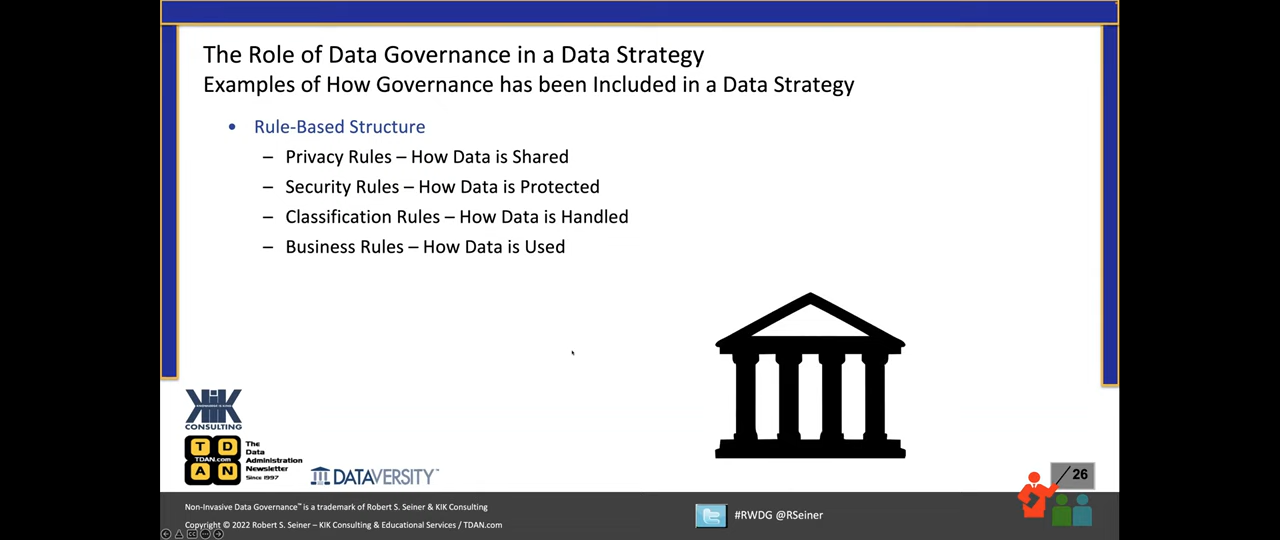 The Role of Data Governance in a Data Strategy
Examples of How Governance has been Included in a Data Strategy
• Rule-Based Structure
– Privacy Rules – How Data is Shared
– Security Rules – How Data is Protected
– Classification Rules – How Data is Handled
– Business Rules – How Data is Used
KIK
CONSULTING
T D
TDAN.com
A N
The
Data
Administration
Newsletter
Since 1997
DATAVERSITY™
/ 26
Non-Invasive Data Governance™ is a trademark of Robert S. Seiner & KIK Consulting
Copyright © 2022 Robert S. Seiner – KIK Consulting & Educational Services / TDAN.com
#RWDG @RSeiner